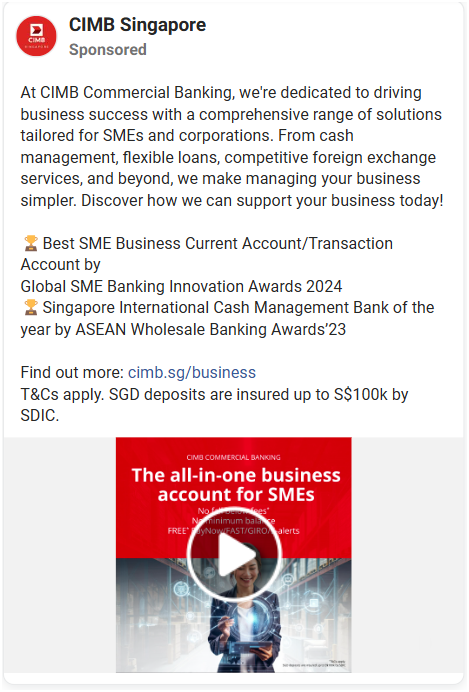 CIMB Singapore
Sponsored
CIMB
SINGAPORE
At CIMB Commercial Banking, we're dedicated to driving
business success with a comprehensive range of solutions
tailored for SMEs and corporations. From cash
management, flexible loans, competitive foreign exchange
services, and beyond, we make managing your business
simpler. Discover how we can support your business today!
🏆 Best SME Business Current Account/Transaction
Account by
Global SME Banking Innovation Awards 2024
🏆 Singapore International Cash Management Bank of the
year by ASEAN Wholesale Banking Awards’23
Find out more: cimb.sg/business
T&Cs apply. SGD deposits are insured up to S$100k by
SDIC.
CIMB COMMERCIAL BANKING
The all-in-one business
account for SMEs
No fall-below fees*
No minimum balance
FREE* PayNow/FAST/GIRO/ alerts